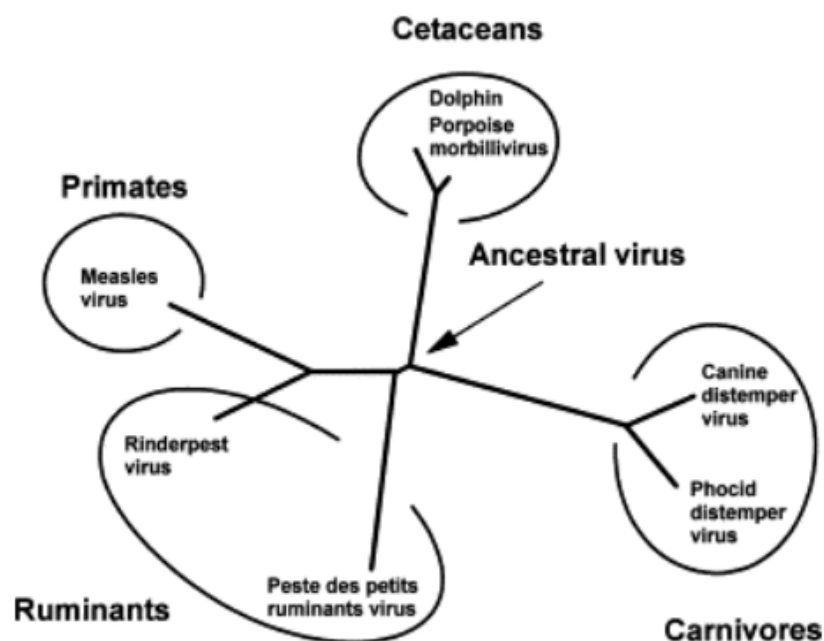 Cetaceans
Dolphin
Porpoise
morbillivirus
Primates
Measles
virus
Ancestral virus
Canine
distemper
virus
Rinderpest
virus
Phocid
distemper
virus
Peste des petits
ruminants virus
Ruminants
Carnivores